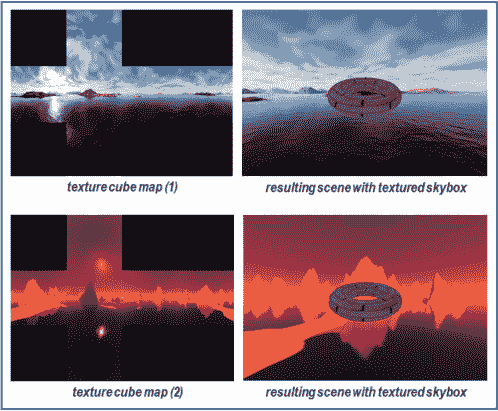 texture cube map (1)
resulting scene with textured skybox
texture cube map (2)
resulting scene with textured skybox